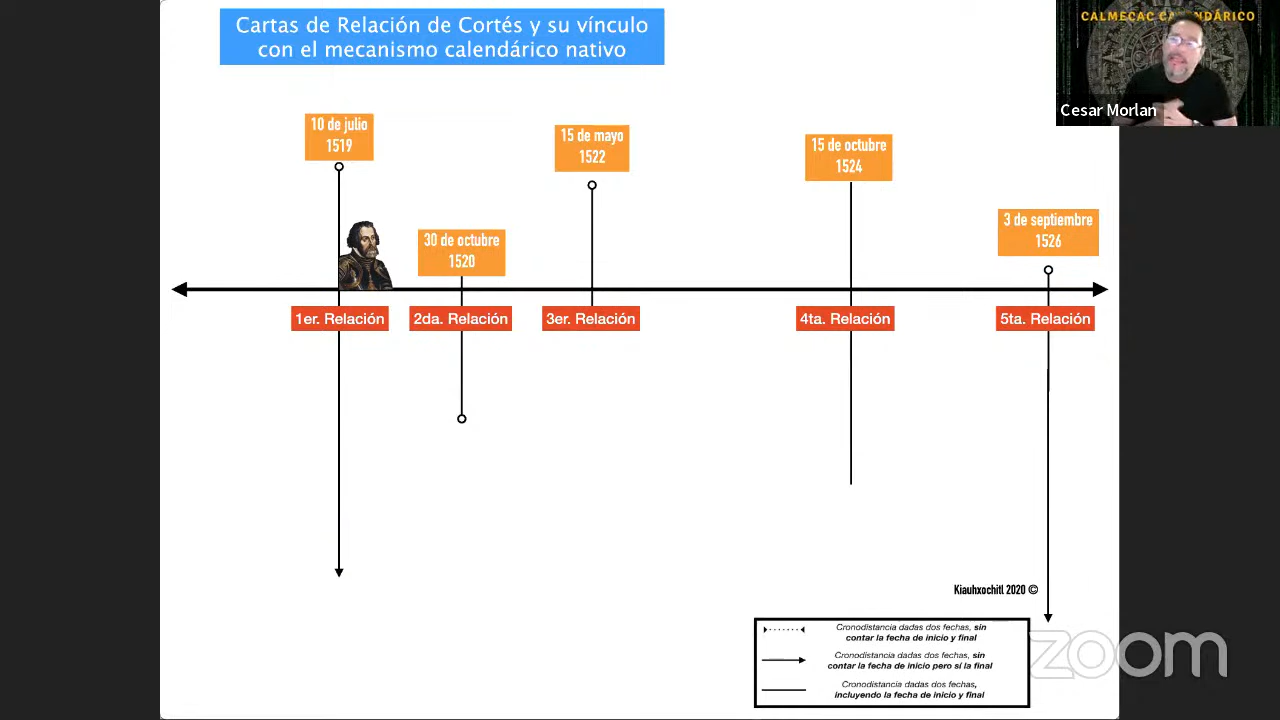 Cartas de Relación de Cortés y su vínculo
con el mecanismo calendárico nativo
CALMECAC CALENDÁRICO
Cesar Morlan
10 de julio
1519
15 de mayo
1522
15 de octubre
1524
30 de octubre
1520
3 de septiembre
1526
1er. Relación
2da. Relación
3er. Relación
4ta. Relación
5ta. Relación
Kiauhxochitl 2020 ©
Cronodistancia dadas dos fechas, sin
contar la fecha de inicio y final
Cronodistancia dadas dos fechas, sin
contar la fecha de inicio pero sí la final
Cronodistancia dadas dos fechas,
incluyendo la fecha de inicio y final
zoom